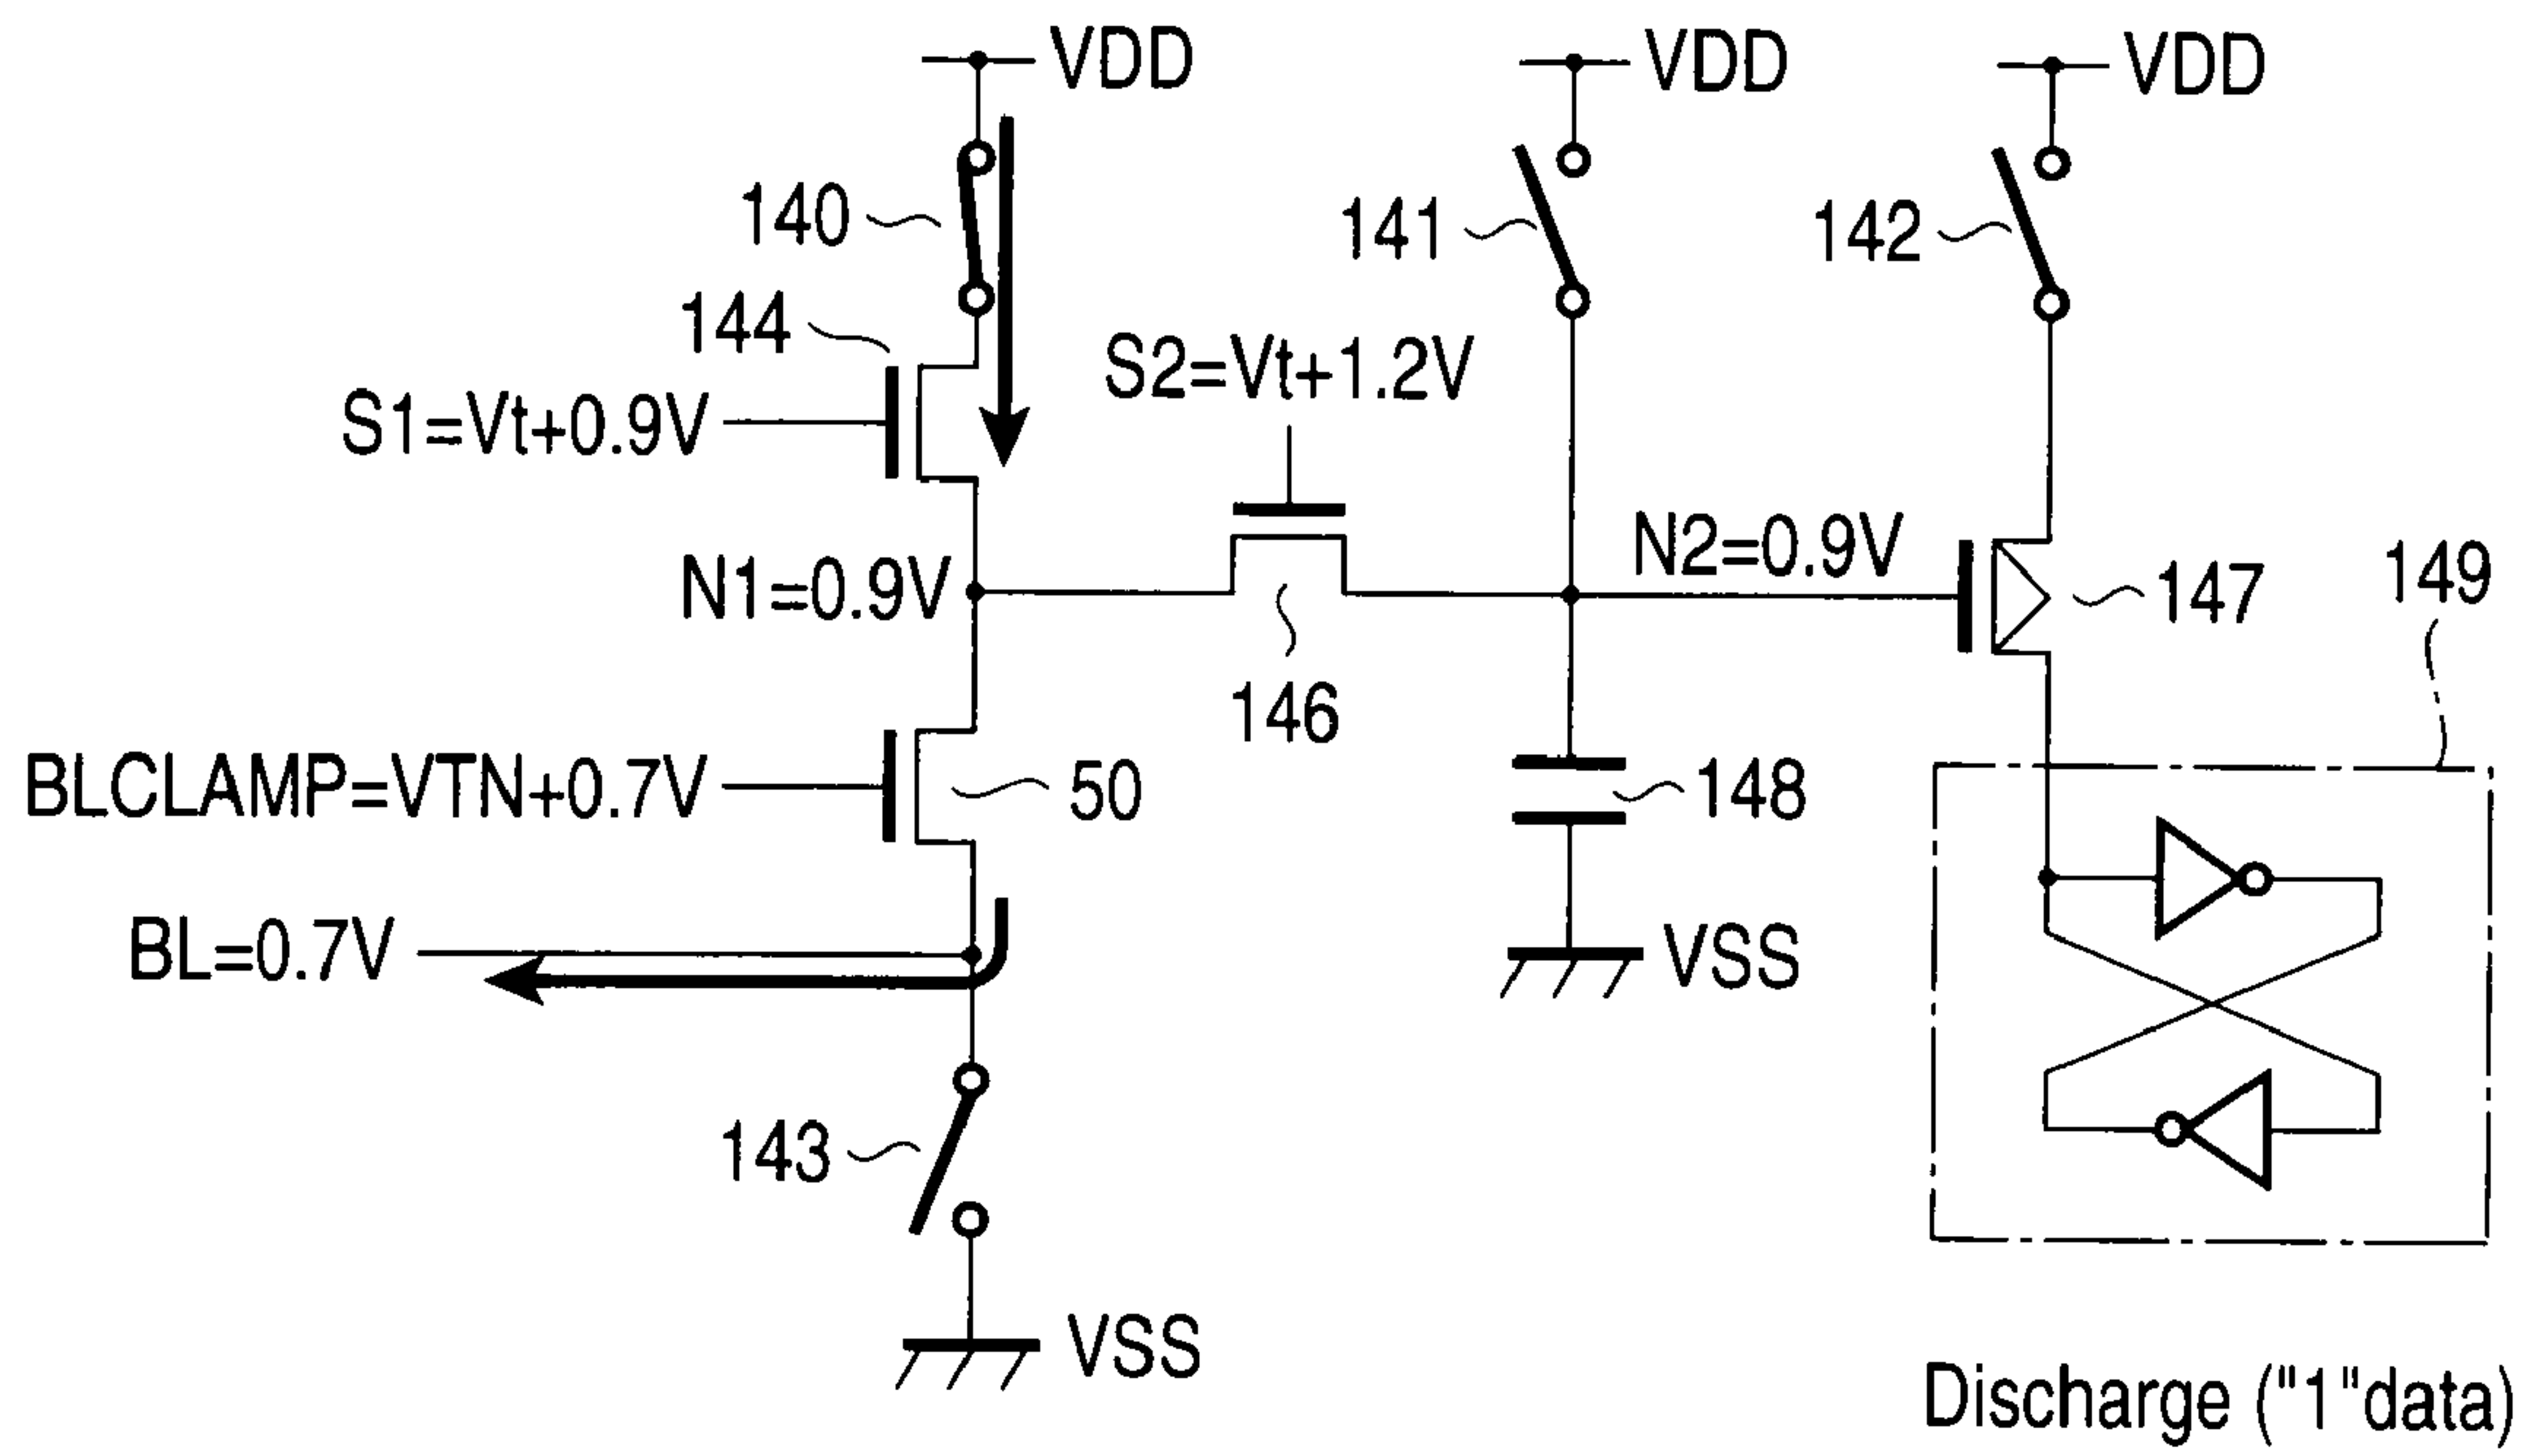 VDD
VDD
VDD
140
141
142
144
S2=Vt+1.2V
S1=Vt+0.9V
N1=0.9V
N2=0.9V
147
149
146
BLCLAMP=VTN+0.7V
50
148
BL=0.7V
VSS
143
VSS
Discharge ("1"data)